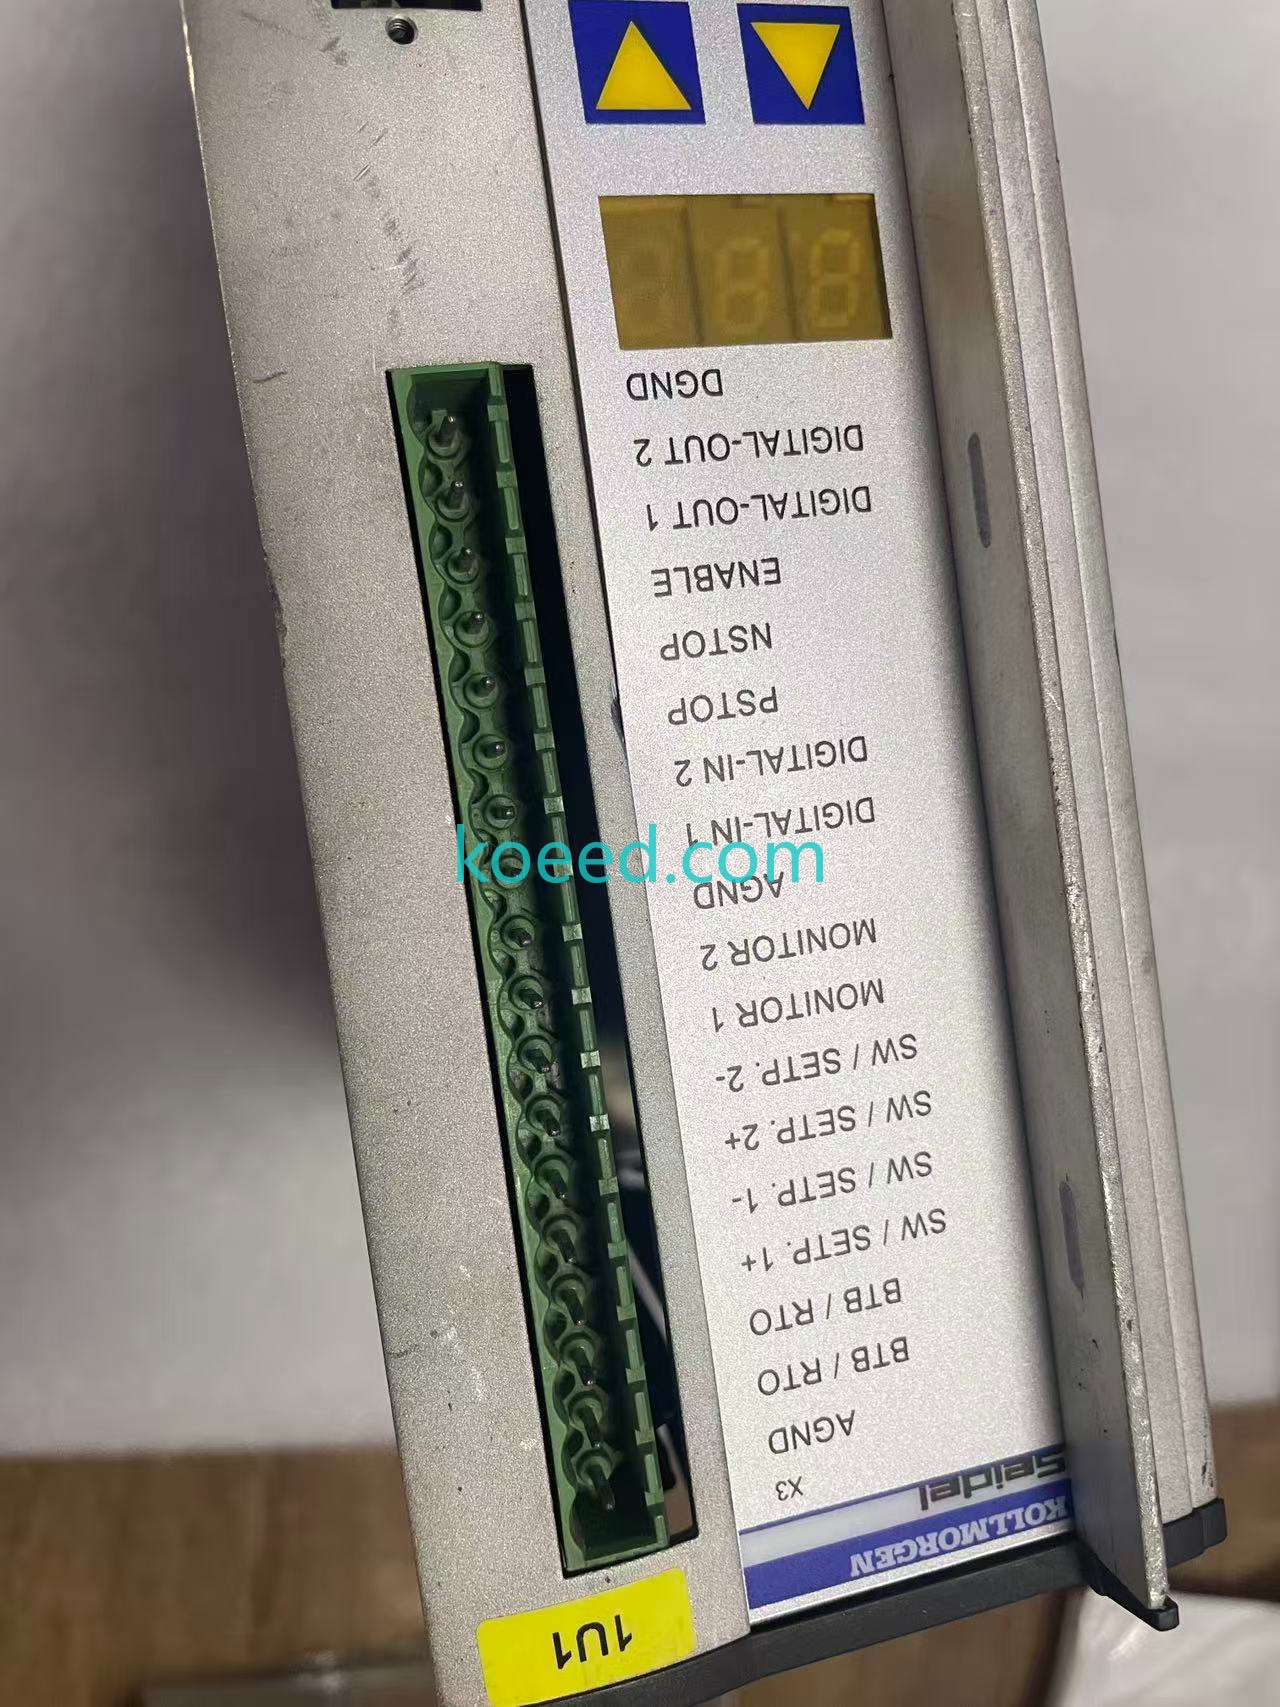 KOLLMORGEN
Seidel
X3
AGND
BTB / RTO
BTB / RTO
SW / SETP. 1+
SW / SETP. 1-
SW / SETP. 2+
SW / SETP. 2-
MONITOR 1
MONITOR 2
AGND
DIGITAL-IN 1
DIGITAL-IN 2
PSTOP
NSTOP
ENABLE
DIGITAL-OUT 1
DIGITAL-OUT 2
DGND
1U1
koeed.com